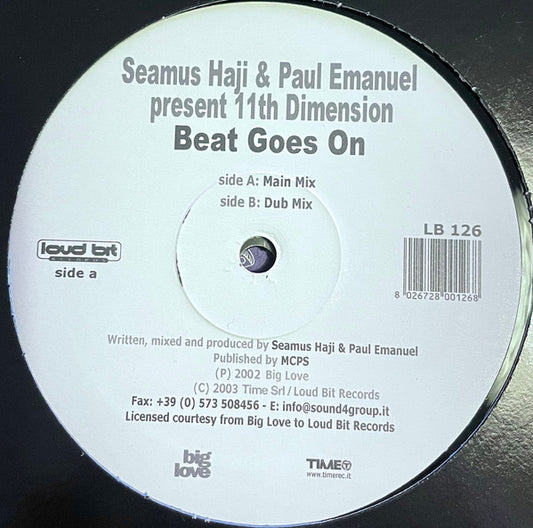 Seamus Haji & Paul Emanuel
present 11th Dimension
Beat Goes On
side A: Main Mix
side B: Dub Mix
LB 126
loud bit
RECORDS
side a
8 026728 001268
Written, mixed and produced by Seamus Haji & Paul Emanuel
Published by MCPS
(P) 2002 Big Love
(C) 2003 Time Srl / Loud Bit Records
Fax: +39 (0) 573 508456 - E: info@sound4group.it
Licensed courtesy from Big Love to Loud Bit Records
big
love
TIME
www.timerec.it